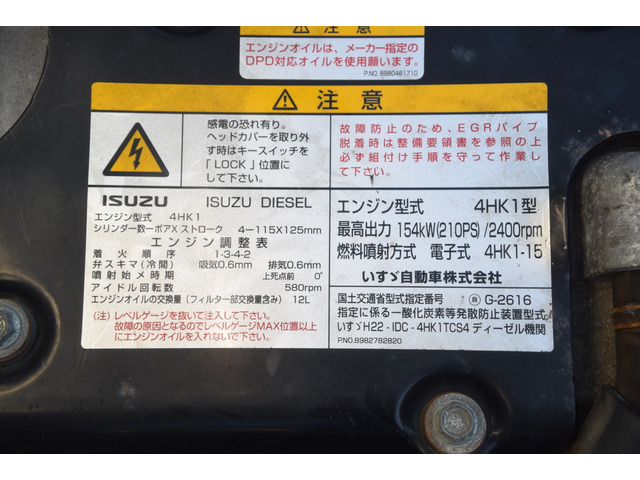 注意
エンジンオイルは、メーカー指定の
DPD対応オイルを使用願います。
P.NO. 8980461710
注意
感電の恐れ有り。
ヘッドカバーを取り外
す時はキースイッチを
「LOCK」位置に
して下さい。
故障防止のため、EGRパイプ
脱着時は整備要領書を参照の上
必ず組付け手順を守って作業し
て下さい。
ISUZU ISUZU DIESEL
エンジン型式 4HK1
シリンダー数ーボアX ストローク 4ー115X125mm
エンジン調整表
着火順序 1-3-4-2
弁スキマ(冷間) 吸気0.6mm 排気0.6mm
噴射始メ時期 上死点前 0°
アイドル回転数 580rpm
エンジンオイルの交換量(フィルター部交換量含み) 12L
(注)レベルゲージを抜いて注入して下さい。
故障の原因となるのでレベルゲージMAX位置以上に
エンジンオイルを入れないで下さい。
エンジン型式 4HK1型
最高出力 154kW(210PS)/2400rpm
燃料噴射方式 電子式 4HK1-15
いすゞ自動車株式会社
国土交通省型式指定番号 G-2616
指定に係る一酸化炭素等発散防止装置型式
いすゞH22-IDC-4HK1TCS4 ディーゼル機関
P.NO.8982782820